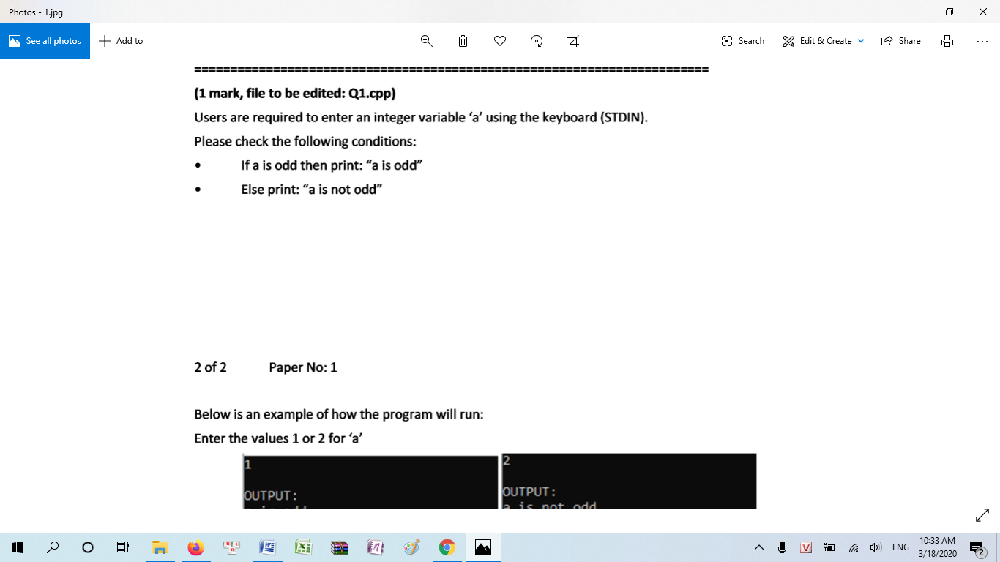 Photos - 1.jpg
See all photos
Add to
Search
Edit & Create
Share
========================================================================
(1 mark, file to be edited: Q1.cpp)
Users are required to enter an integer variable ‘a’ using the keyboard (STDIN).
Please check the following conditions:
• If a is odd then print: “a is odd”
• Else print: “a is not odd”
2 of 2 Paper No: 1
Below is an example of how the program will run:
Enter the values 1 or 2 for ‘a’
1
OUTPUT:
a is odd
2
OUTPUT:
a is not odd
ENG
10:33 AM
3/18/2020
2